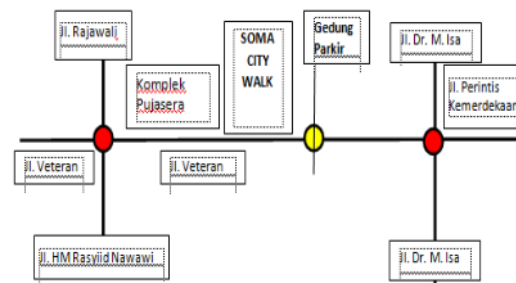 Jl. Rajawali
SOMA
CITY
WALK
Gedung
Parkir
Jl. Dr. M. Isa
Komplek
Pujasera
Jl. Perintis
Kemerdekaan
Jl. Veteran
Jl. Veteran
Jl. HM Rasyiid Nawawi
Jl. Dr. M. Isa